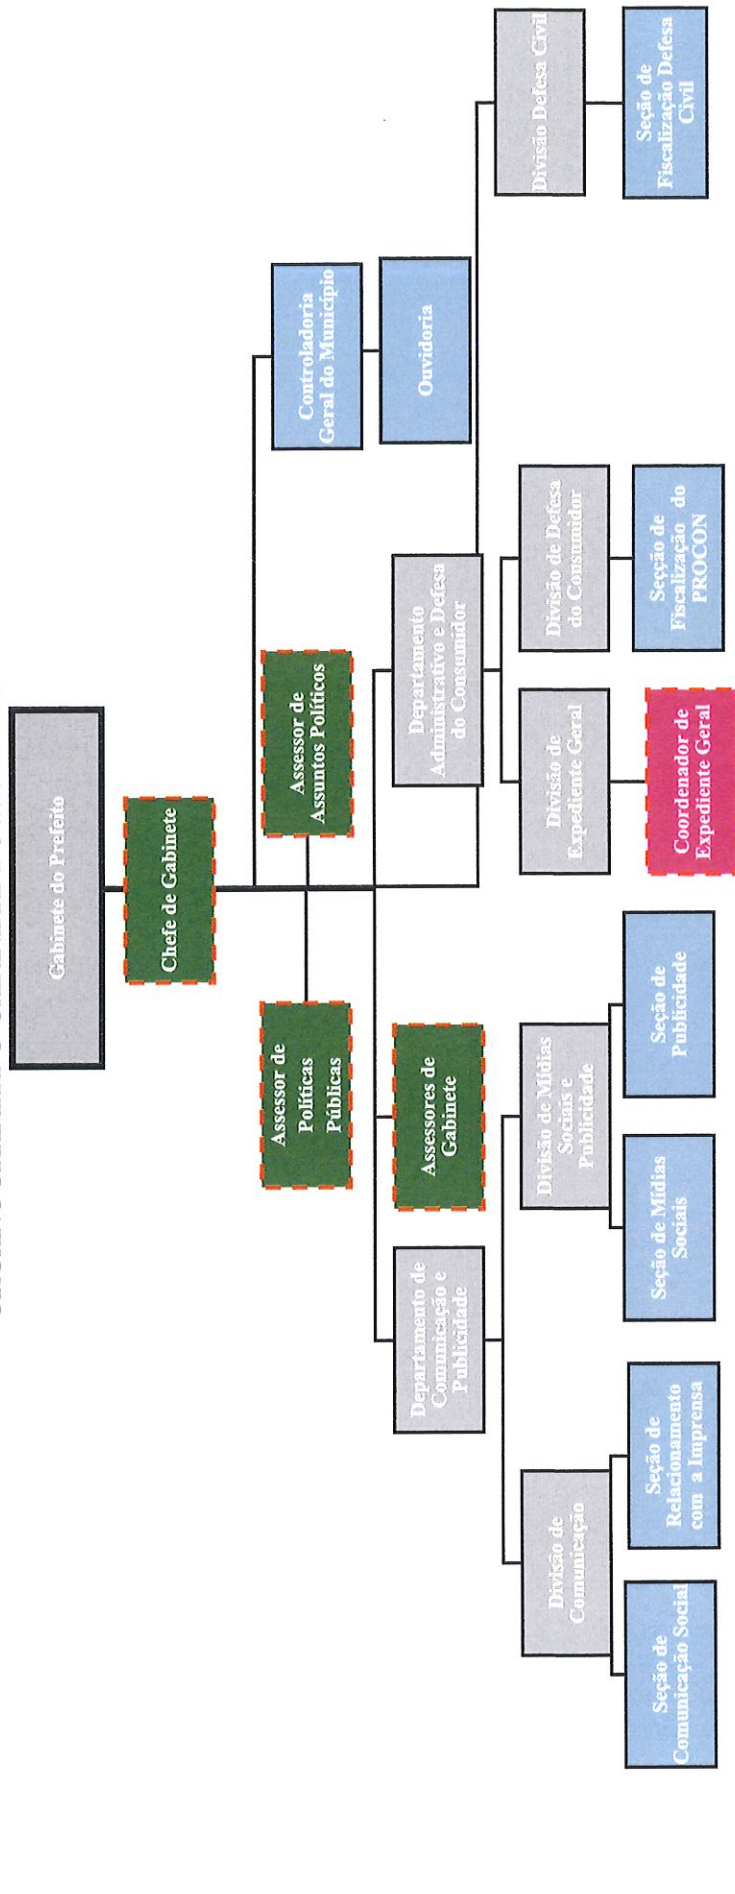 Gabinete do Prefeito
Chefe de Gabinete
Assessor de
Políticas
Públicas
Assessor de
Assuntos Políticos
Controladoria
Geral do Município
Ouvidoria
Departamento de
Comunicação e
Publicidade
Assessores de
Gabinete
Departamento
Administrativo e Defesa
do Consumidor
Divisão Defesa Civil
Divisão de
Comunicação
Divisão de Mídias
Sociais e
Publicidade
Divisão de
Expediente Geral
Divisão de Defesa
do Consumidor
Seção de
Comunicação Social
Seção de
Relacionamento
com a Imprensa
Seção de Mídias
Sociais
Seção de
Publicidade
Coordenador de
Expediente Geral
Secção de
Fiscalização do
PROCON
Seção de
Fiscalização Defesa
Civil